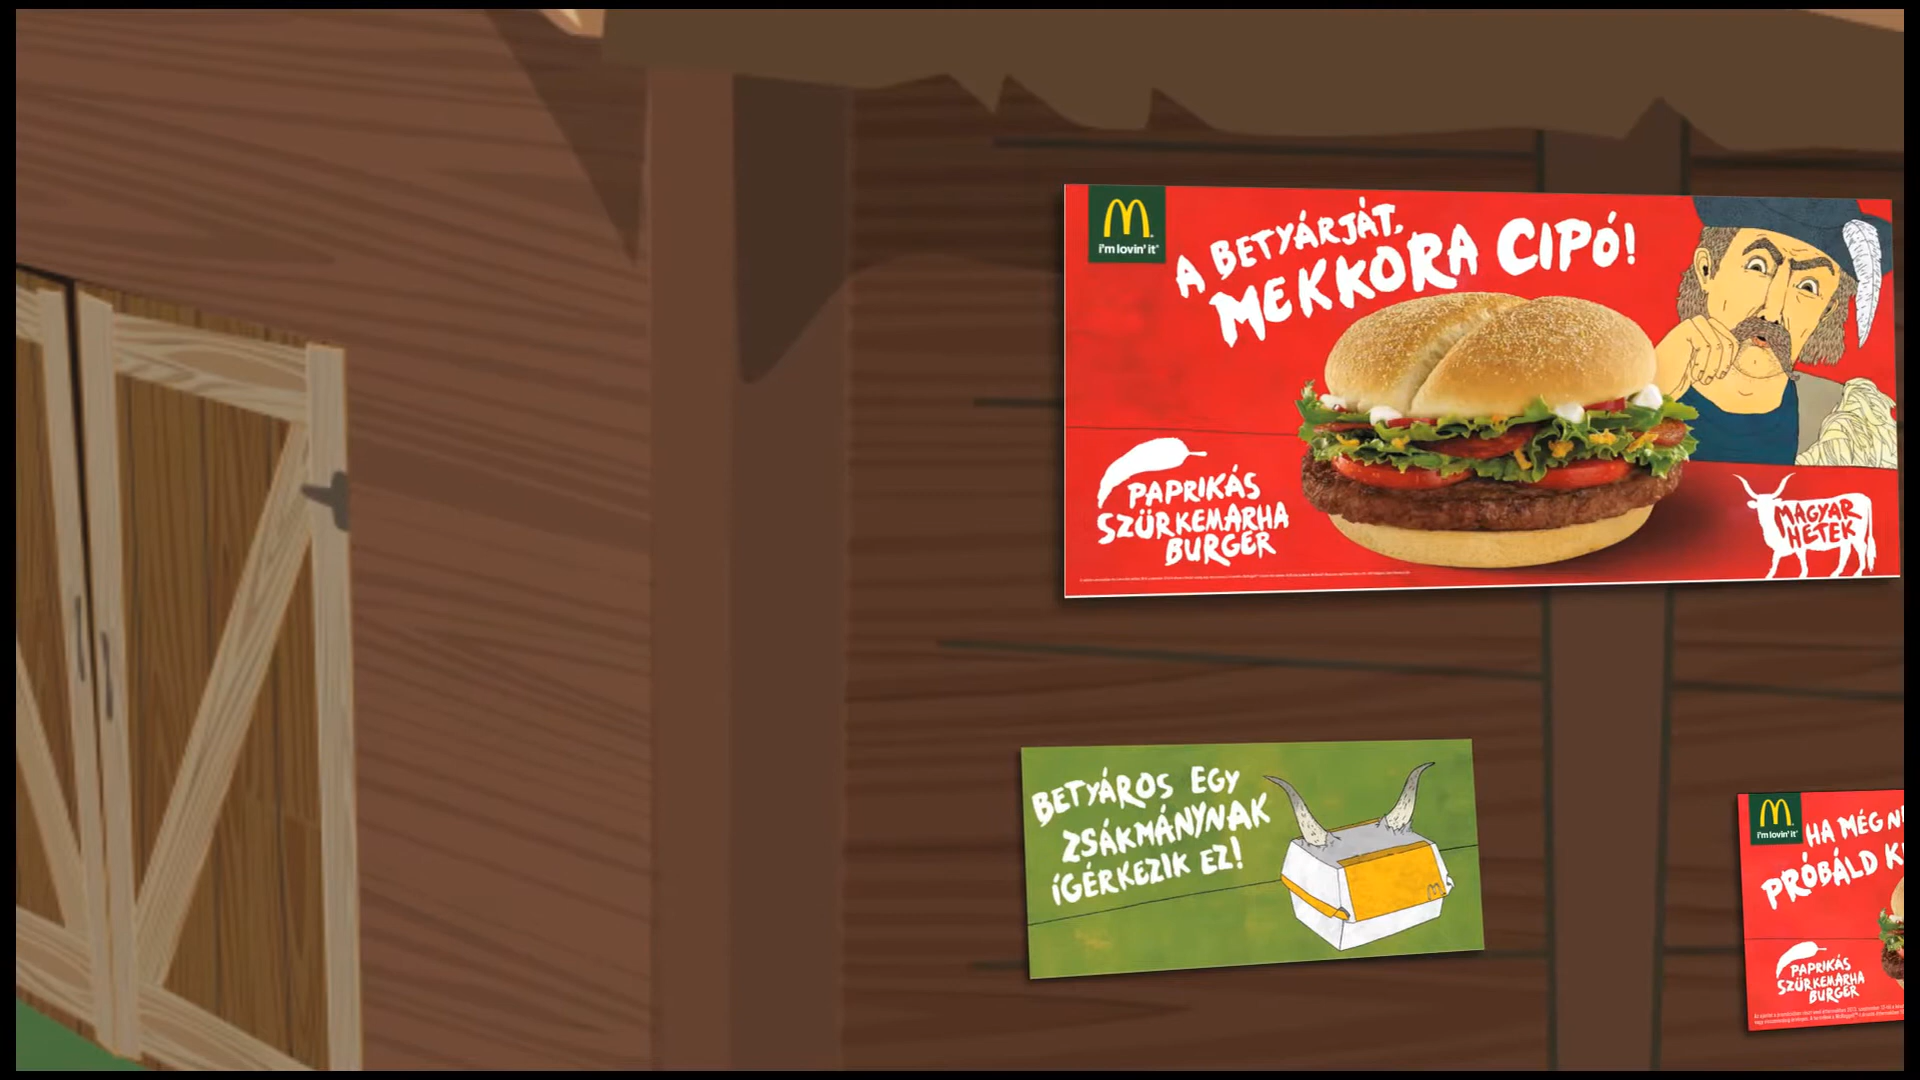 i'm lovin' it
A BETYÁRJÁT,
MEKKORA CIPÓ!
PAPRIKÁS
SZÜRKEMARHA
BURGER
MAGYAR
HETEK
BETYÁROS EGY
ZSÁKMÁNYNAK
ÍGÉRKEZIK EZ!
i'm lovin' it
HA MÉG
PRÓBÁLD
PAPRIKÁS
SZÜRKEMARHA
BURGER